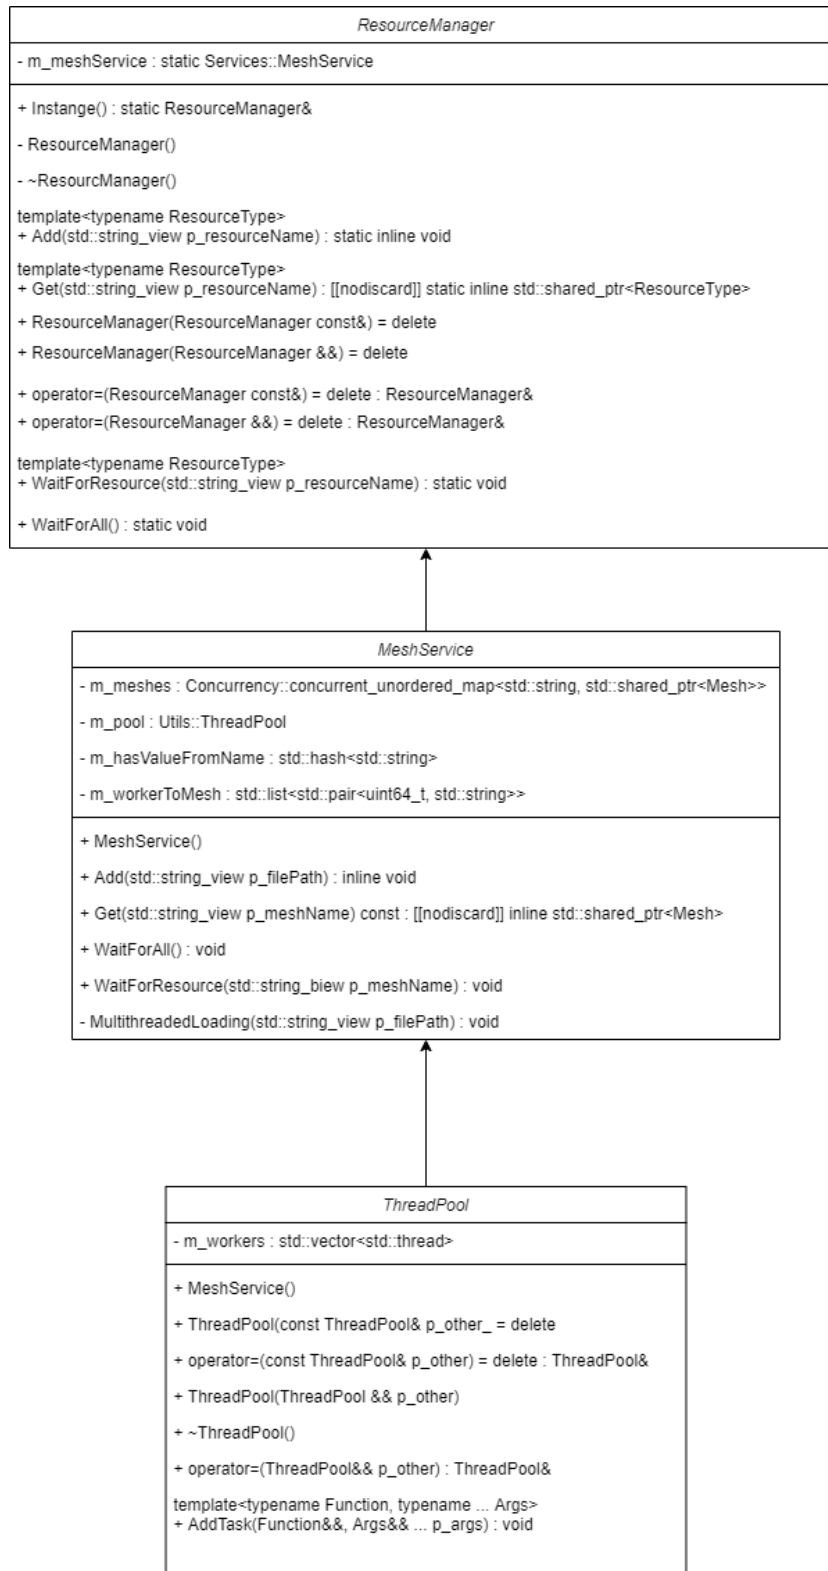 ResourceManager
- m_meshService : static Services::MeshService
+ Instange() : static ResourceManager&
- ResourceManager()
- ~ResourcManager()
template<typename ResourceType>
+ Add(std::string_view p_resourceName) : static inline void
template<typename ResourceType>
+ Get(std::string_view p_resourceName) : [[nodiscard]] static inline std::shared_ptr<ResourceType>
+ ResourceManager(ResourceManager const&) = delete
+ ResourceManager(ResourceManager &&) = delete
+ operator=(ResourceManager const&) = delete : ResourceManager&
+ operator=(ResourceManager &&) = delete : ResourceManager&
template<typename ResourceType>
+ WaitForResource(std::string_view p_resourceName) : static void
+ WaitForAll() : static void
MeshService
- m_meshes : Concurrency::concurrent_unordered_map<std::string, std::shared_ptr<Mesh>>
- m_pool : Utils::ThreadPool
- m_hasValueFromName : std::hash<std::string>
- m_workerToMesh : std::list<std::pair<uint64_t, std::string>>
+ MeshService()
+ Add(std::string_view p_filePath) : inline void
+ Get(std::string_view p_meshName) const : [[nodiscard]] inline std::shared_ptr<Mesh>
+ WaitForAll() : void
+ WaitForResource(std::string_biew p_meshName) : void
- MultithreadedLoading(std::string_view p_filePath) : void
ThreadPool
- m_workers : std::vector<std::thread>
+ MeshService()
+ ThreadPool(const ThreadPool& p_other_ = delete
+ operator=(const ThreadPool& p_other) = delete : ThreadPool&
+ ThreadPool(ThreadPool && p_other)
+ ~ThreadPool()
+ operator=(ThreadPool&& p_other) : ThreadPool&
template<typename Function, typename ... Args>
+ AddTask(Function&&, Args&& ... p_args) : void